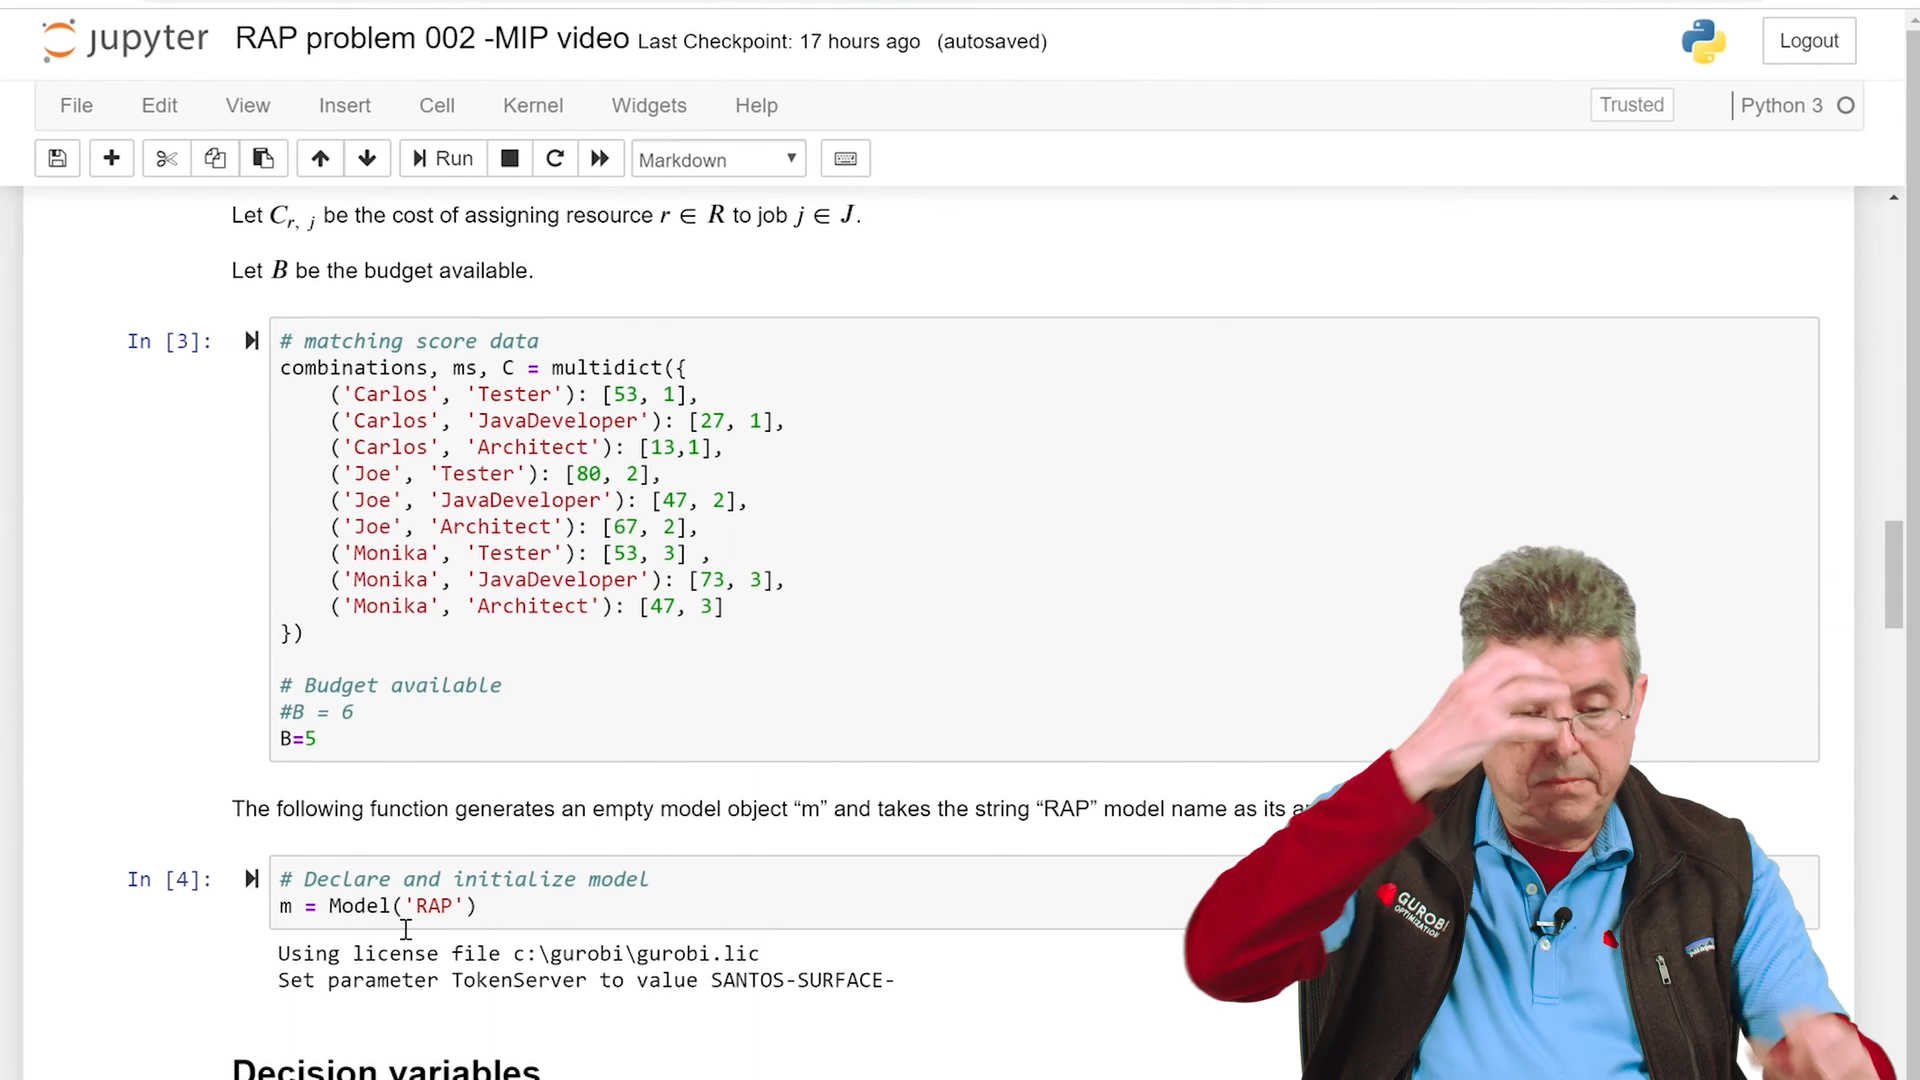 jupyter RAP problem 002 -MIP video Last Checkpoint: 17 hours ago (autosaved)
Logout
File Edit View Insert Cell Kernel Widgets Help
Trusted
Python 3
Run
Markdown
Let C_{r, j} be the cost of assigning resource r ∈ R to job j ∈ J.
Let B be the budget available.
In [3]:
# matching score data
combinations, ms, C = multidict({
('Carlos', 'Tester'): [53, 1],
('Carlos', 'JavaDeveloper'): [27, 1],
('Carlos', 'Architect'): [13,1],
('Joe', 'Tester'): [80, 2],
('Joe', 'JavaDeveloper'): [47, 2],
('Joe', 'Architect'): [67, 2],
('Monika', 'Tester'): [53, 3] ,
('Monika', 'JavaDeveloper'): [73, 3],
('Monika', 'Architect'): [47, 3]
})
# Budget available
#B = 6
B=5
The following function generates an empty model object “m” and takes the string “RAP” model name as its
In [4]:
# Declare and initialize model
m = Model('RAP')
Using license file c:\gurobi\gurobi.lic
Set parameter TokenServer to value SANTOS-SURFACE-
Decision variables
GUROBI
OPTIMIZATION
patagonia